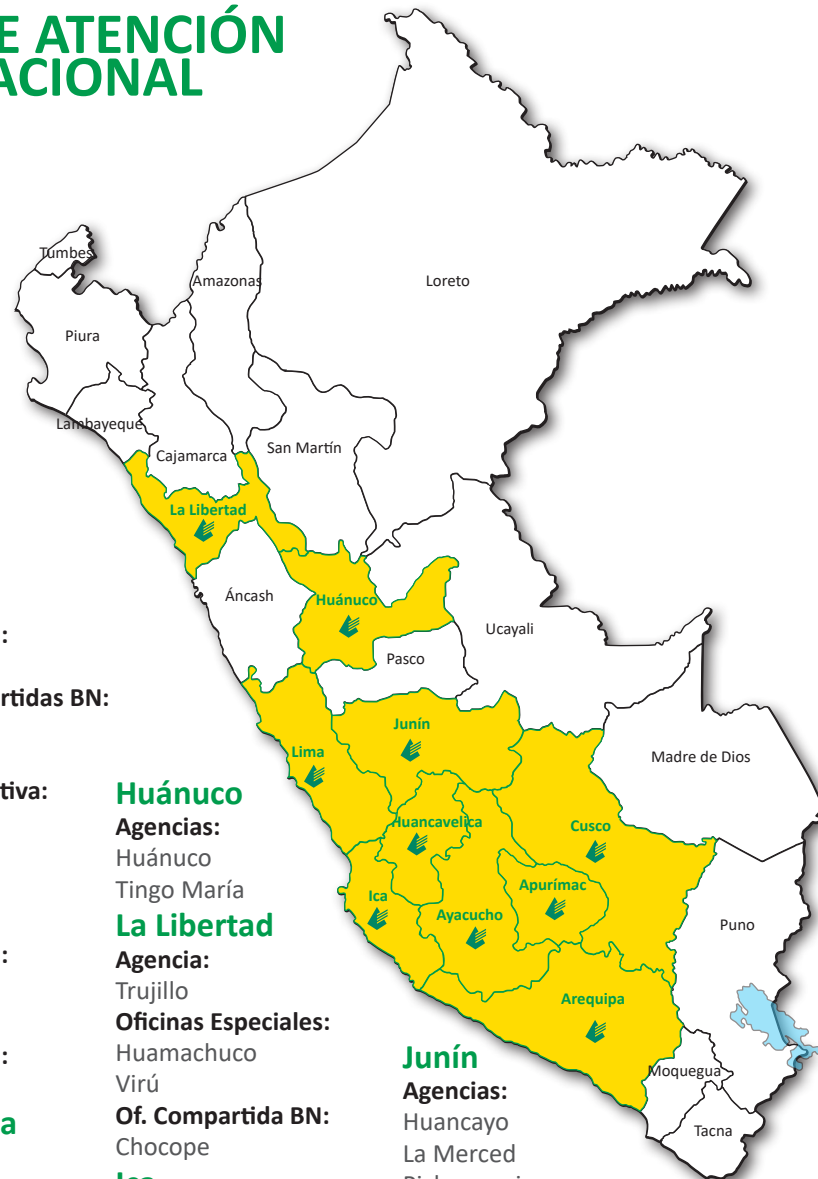 E ATENCIÓN
ACIONAL
Tumbes
Piura
Lambayeque
Amazonas
Cajamarca
San Martín
Loreto
La Libertad
Áncash
Huánuco
Ucayali
Pasco
Junín
Lima
Madre de Dios
Huancavelica
Cusco
Apurímac
Ica
Ayacucho
Puno
Arequipa
Moquegua
Tacna
:
rtidas BN:
tiva:
:
:
a
Huánuco
Agencias:
Huánuco
Tingo María
La Libertad
Agencia:
Trujillo
Oficinas Especiales:
Huamachuco
Virú
Of. Compartida BN:
Chocope
Junín
Agencias:
Huancayo
La Merced